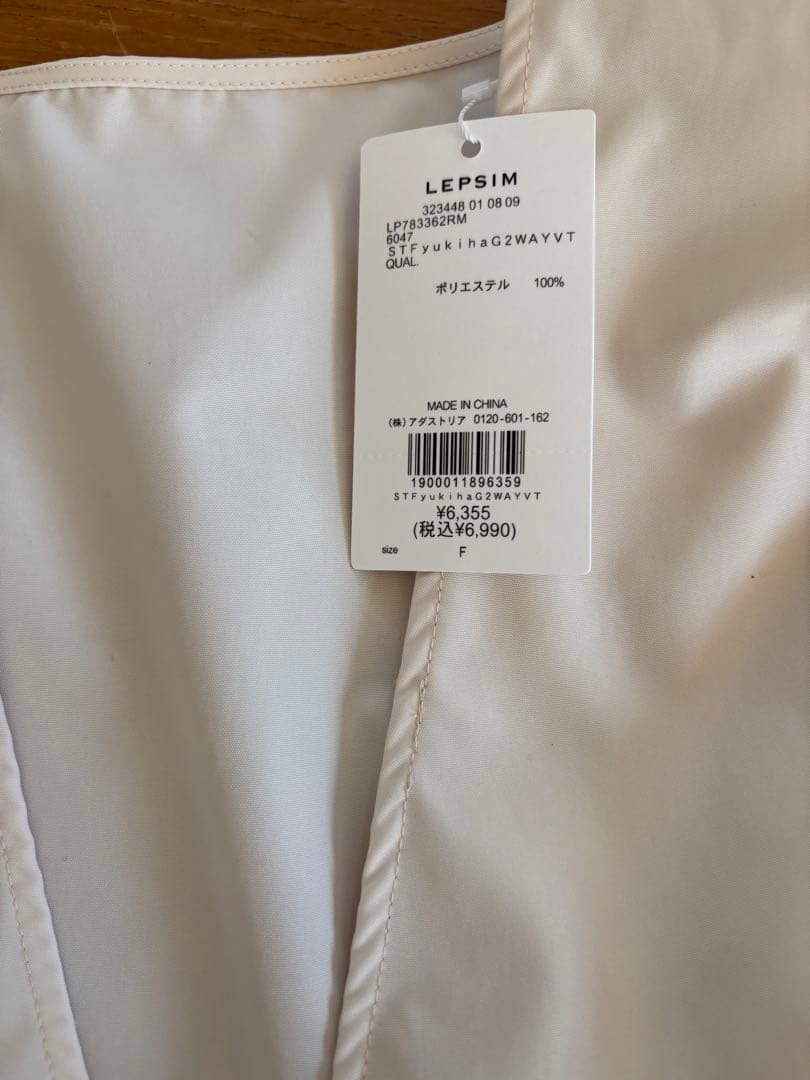 LEPSIM
323448 01 08 09
LP783362RM
6047
STFyukihaG2WAYVT
QUAL.
ポリエステル 100%
MADE IN CHINA
(株)アダストリア 0120-601-162
1900011896359
STFyukihaG2WAYVT
¥6,355
(税込¥6,990)
size F